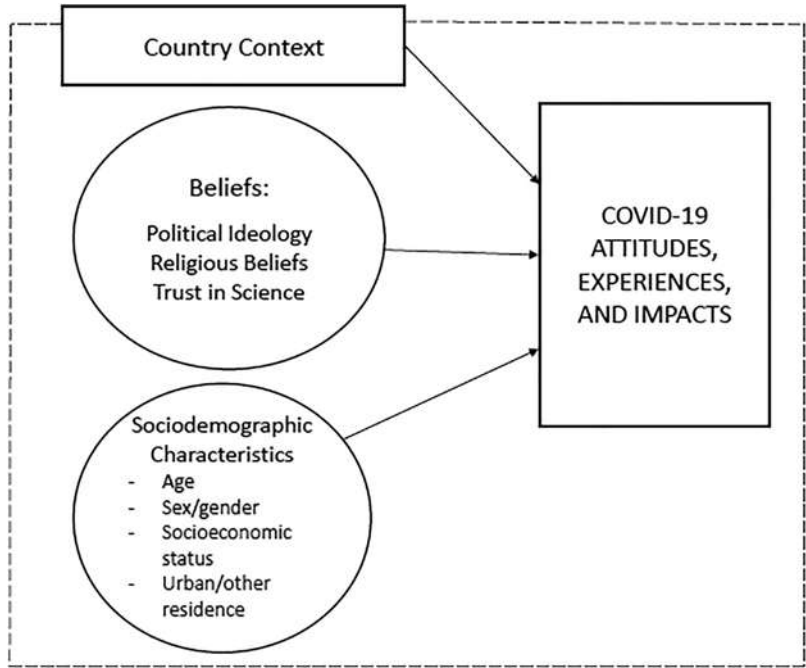 Country Context
Beliefs:
Political Ideology
Religious Beliefs
Trust in Science
COVID-19
ATTITUDES,
EXPERIENCES,
AND IMPACTS
Sociodemographic
Characteristics
- Age
- Sex/gender
- Socioeconomic
status
- Urban/other
residence